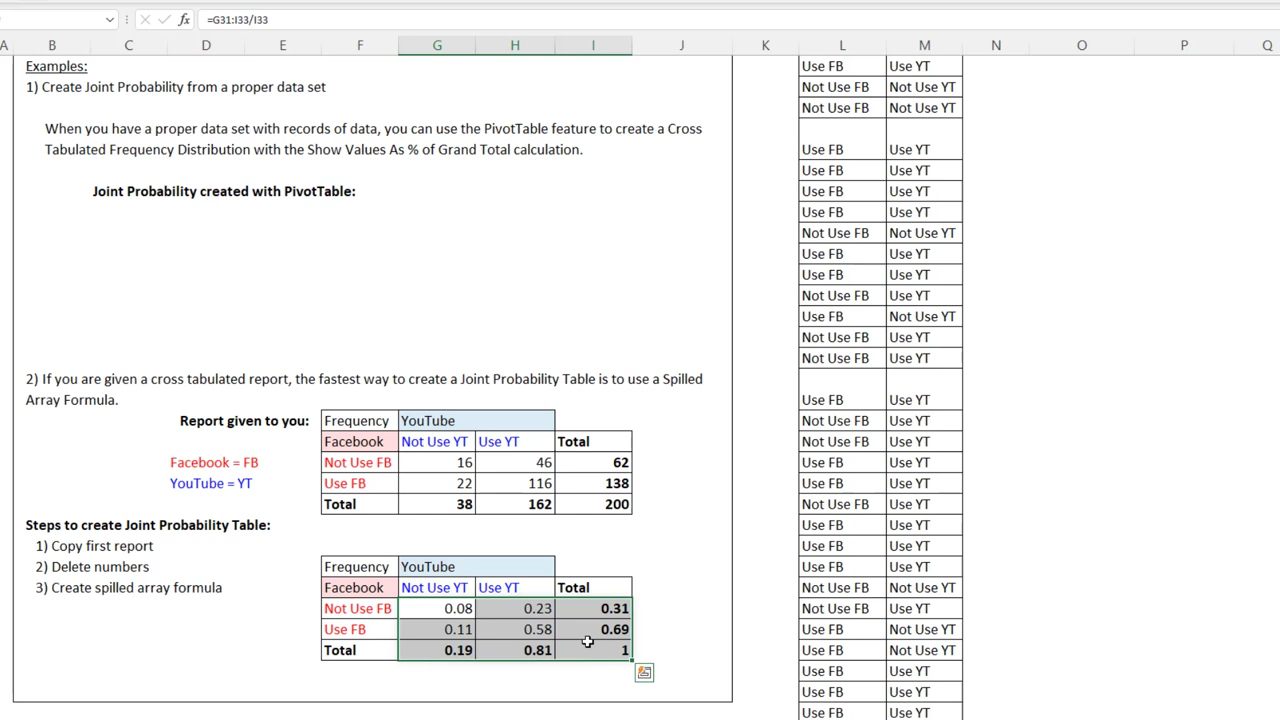 =G31:I33/I33
A B C D E F G H I J K L M N O P Q
Examples:
1) Create Joint Probability from a proper data set
When you have a proper data set with records of data, you can use the PivotTable feature to create a Cross
Tabulated Frequency Distribution with the Show Values As % of Grand Total calculation.
Joint Probability created with PivotTable:
2) If you are given a cross tabulated report, the fastest way to create a Joint Probability Table is to use a Spilled
Array Formula.
Report given to you:
Frequency YouTube
Facebook Not Use YT Use YT Total
Facebook = FB
Not Use FB 16 46 62
YouTube = YT
Use FB 22 116 138
Total 38 162 200
Steps to create Joint Probability Table:
1) Copy first report
2) Delete numbers
3) Create spilled array formula
Frequency YouTube
Facebook Not Use YT Use YT Total
Not Use FB 0.08 0.23 0.31
Use FB 0.11 0.58 0.69
Total 0.19 0.81 1
Use FB Use YT
Not Use FB Not Use YT
Not Use FB Not Use YT
Use FB Use YT
Use FB Use YT
Use FB Use YT
Use FB Use YT
Not Use FB Not Use YT
Use FB Use YT
Use FB Use YT
Not Use FB Use YT
Use FB Not Use YT
Not Use FB Use YT
Not Use FB Use YT
Use FB Use YT
Not Use FB Use YT
Not Use FB Use YT
Use FB Use YT
Use FB Use YT
Not Use FB Use YT
Use FB Use YT
Use FB Use YT
Use FB Use YT
Not Use FB Not Use YT
Not Use FB Use YT
Use FB Not Use YT
Use FB Not Use YT
Use FB Use YT
Use FB Use YT
Use FB Use YT